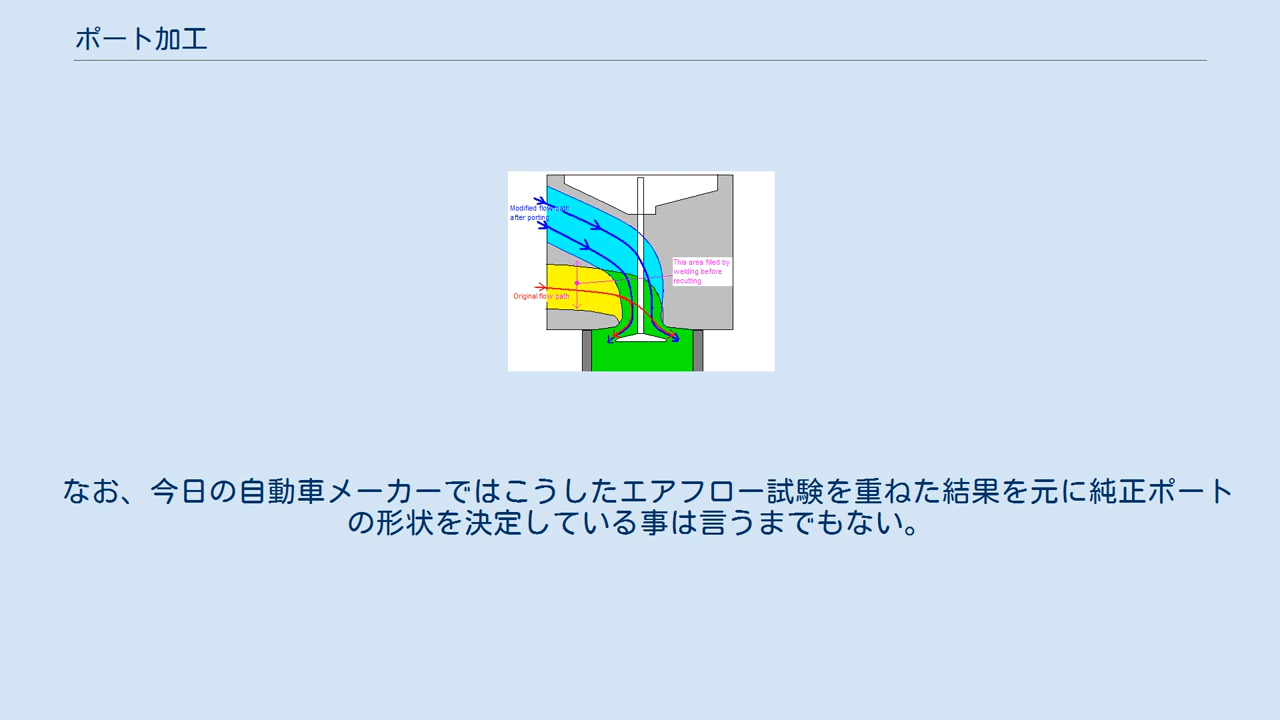 ポート加工
Modified flow path
after porting
This area filled by
welding before
recutting.
Original flow path
なお、今日の自動車メーカーではこうしたエアフロー試験を重ねた結果を元に純正ポート
の形状を決定している事は言うまでもない。